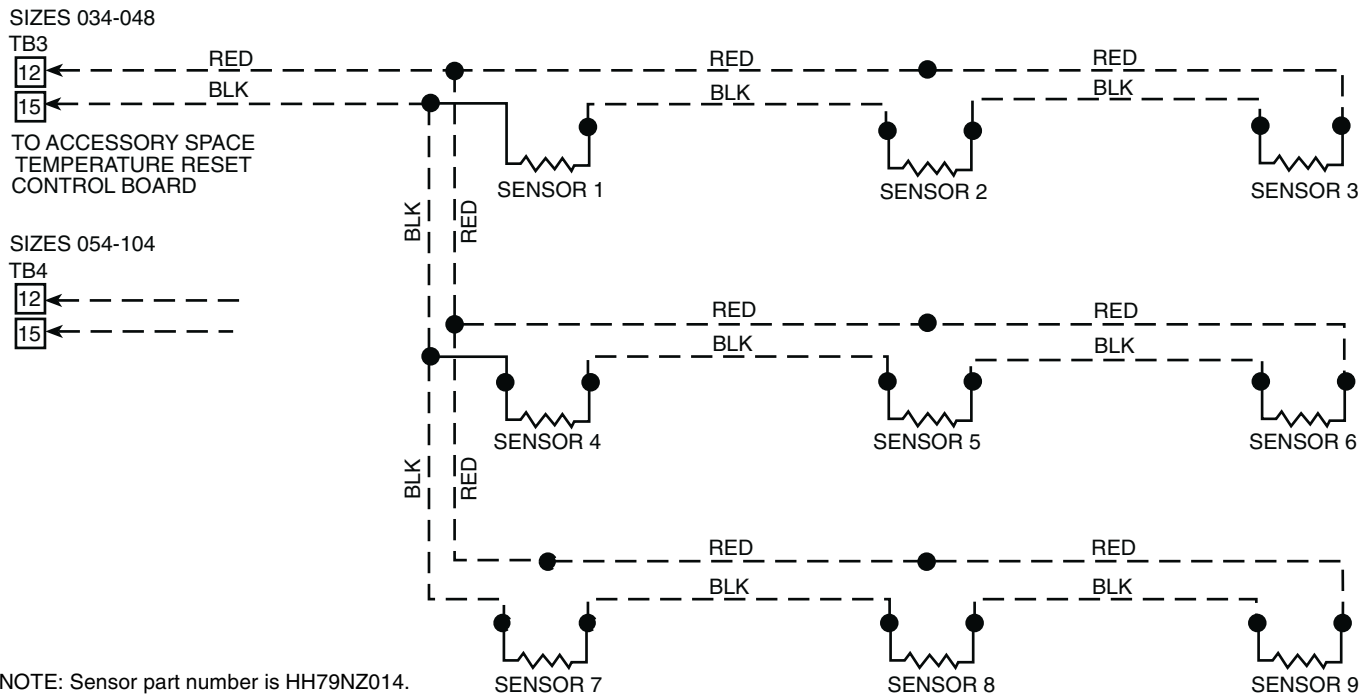 SIZES 034-048
TB3
12
15
RED
BLK
RED
BLK
RED
BLK
TO ACCESSORY SPACE
TEMPERATURE RESET
CONTROL BOARD
SENSOR 1
SENSOR 2
SENSOR 3
BLK
RED
SIZES 054-104
TB4
12
15
RED
BLK
RED
BLK
SENSOR 4
SENSOR 5
SENSOR 6
BLK
RED
RED
BLK
RED
BLK
NOTE: Sensor part number is HH79NZ014.
SENSOR 7
SENSOR 8
SENSOR 9